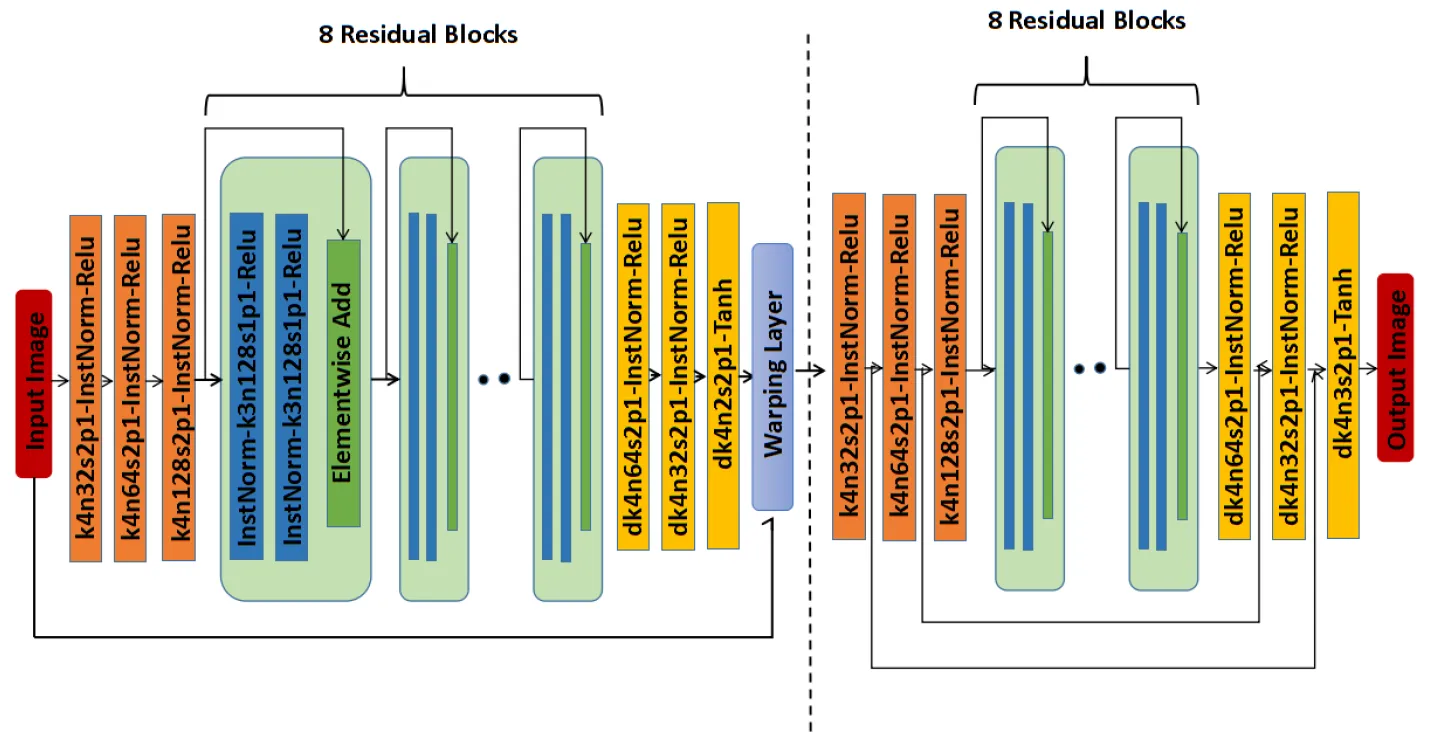 8 Residual Blocks
8 Residual Blocks
Input Image
k4n32s2p1-InstNorm-Relu
k4n64s2p1-InstNorm-Relu
k4n128s2p1-InstNorm-Relu
InstNorm-k3n128s1p1-Relu
InstNorm-k3n128s1p1-Relu
Elementwise Add
dk4n64s2p1-InstNorm-Relu
dk4n32s2p1-InstNorm-Relu
dk4n2s2p1-Tanh
Warping Layer
k4n32s2p1-InstNorm-Relu
k4n64s2p1-InstNorm-Relu
k4n128s2p1-InstNorm-Relu
dk4n64s2p1-InstNorm-Relu
dk4n32s2p1-InstNorm-Relu
dk4n3s2p1-Tanh
Output Image